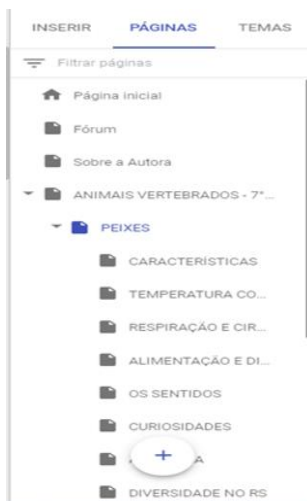 INSERIR PÁGINAS TEMAS
Filtrar páginas
Página inicial
Fórum
Sobre a Autora
ANIMAIS VERTEBRADOS - 7°...
PEIXES
CARACTERÍSTICAS
TEMPERATURA CO...
RESPIRAÇÃO E CIR...
ALIMENTAÇÃO E DI...
OS SENTIDOS
CURIOSIDADES
DIVERSIDADE NO RS